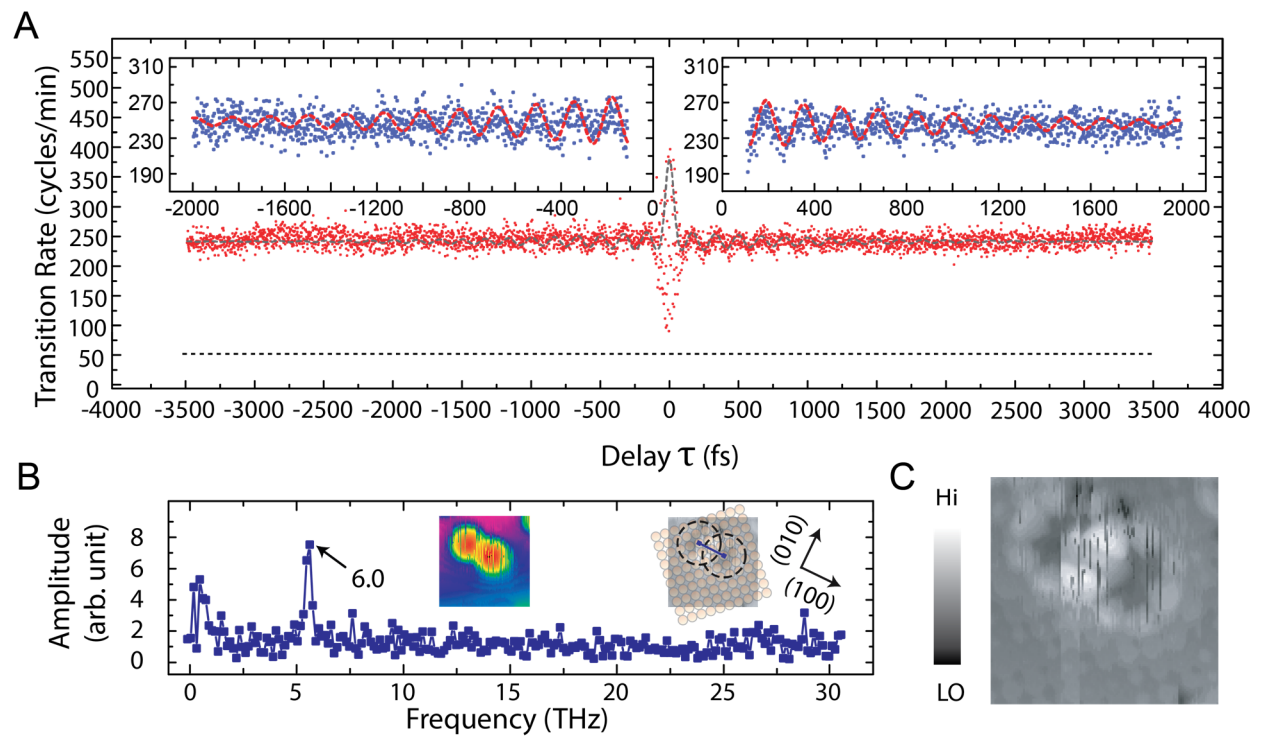 A
Transition Rate (cycles/min)
550
500
450
400
350
300
250
200
150
100
50
0
310
270
230
190
-2000 -1600 -1200 -800 -400 0
310
270
230
190
0 400 800 1200 1600 2000
-4000 -3500 -3000 -2500 -2000 -1500 -1000 -500 0 500 1000 1500 2000 2500 3000 3500 4000
Delay τ (fs)
B
Amplitude
(arb. unit)
8
6
4
2
0
6.0
(010)
(100)
0 5 10 15 20 25 30
Frequency (THz)
C
Hi
LO